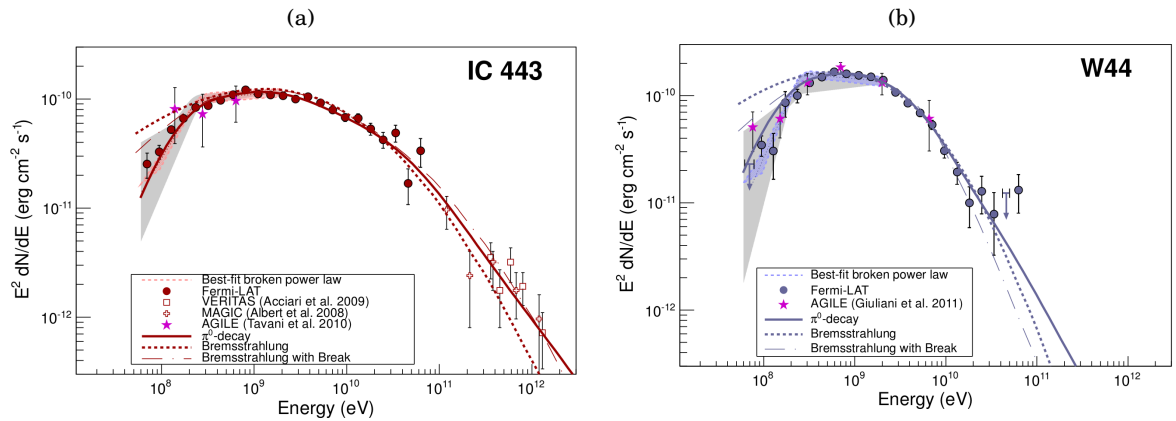 (a)
IC 443
E² dN/dE (erg cm⁻² s⁻¹)
10⁻¹⁰
10⁻¹¹
10⁻¹²
Best-fit broken power law
Fermi-LAT
VERITAS (Acciari et al. 2009)
MAGIC (Albert et al. 2008)
AGILE (Tavani et al. 2010)
π⁰-decay
Bremsstrahlung
Bremsstrahlung with Break
10⁸ 10⁹ 10¹⁰ 10¹¹ 10¹²
Energy (eV)
(b)
W44
E² dN/dE (erg cm⁻² s⁻¹)
10⁻¹⁰
10⁻¹¹
10⁻¹²
Best-fit broken power law
Fermi-LAT
AGILE (Giuliani et al. 2011)
π⁰-decay
Bremsstrahlung
Bremsstrahlung with Break
10⁸ 10⁹ 10¹⁰ 10¹¹ 10¹²
Energy (eV)